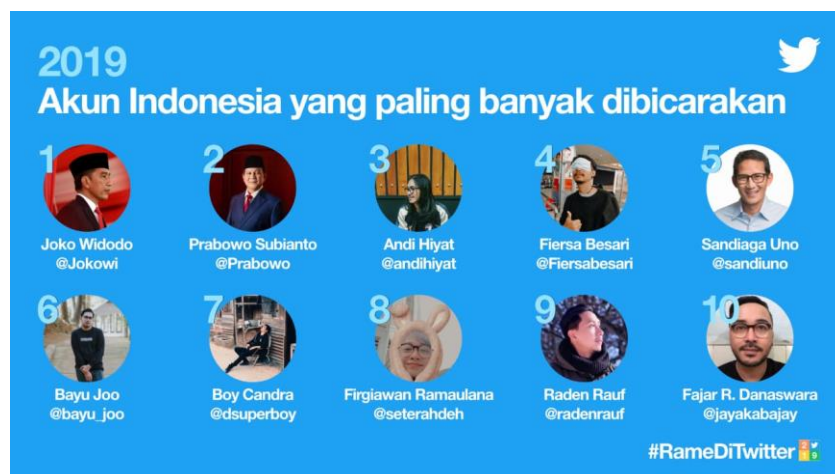 2019
Akun Indonesia yang paling banyak dibicarakan
1
Joko Widodo
@Jokowi
2
Prabowo Subianto
@Prabowo
3
Andi Hiyat
@andihiyat
4
Fiersa Besari
@Fiersabesari
5
Sandiaga Uno
@sandiuno
6
Bayu Joo
@bayu_joo
7
Boy Candra
@dsuperboy
8
Firgiawan Ramaulana
@seterahdeh
9
Raden Rauf
@radenrauf
10
Fajar R. Danaswara
@jayakabajay
#RameDiTwitter